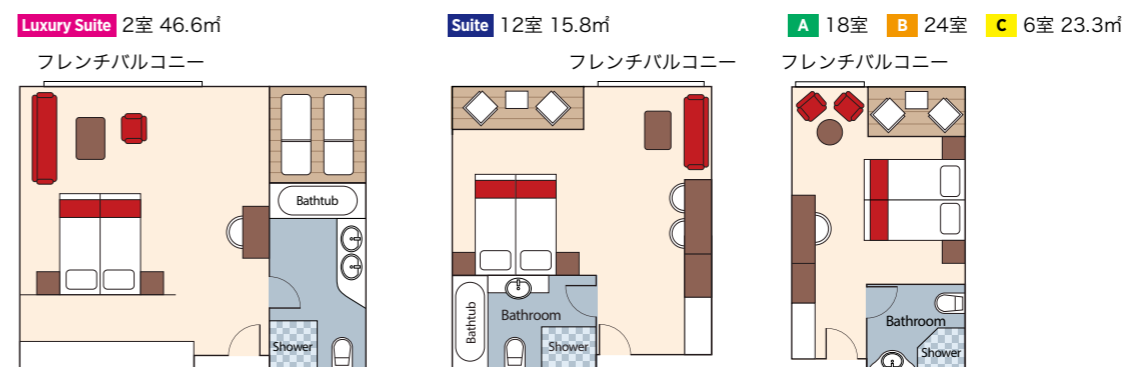 Luxury Suite 2室 46.6㎡
フレンチバルコニー
Bathtub
Shower
Suite 12室 15.8㎡
フレンチバルコニー
Bathtub
Bathroom
Shower
A 18室 B 24室 C 6室 23.3㎡
フレンチバルコニー
Bathroom
Shower